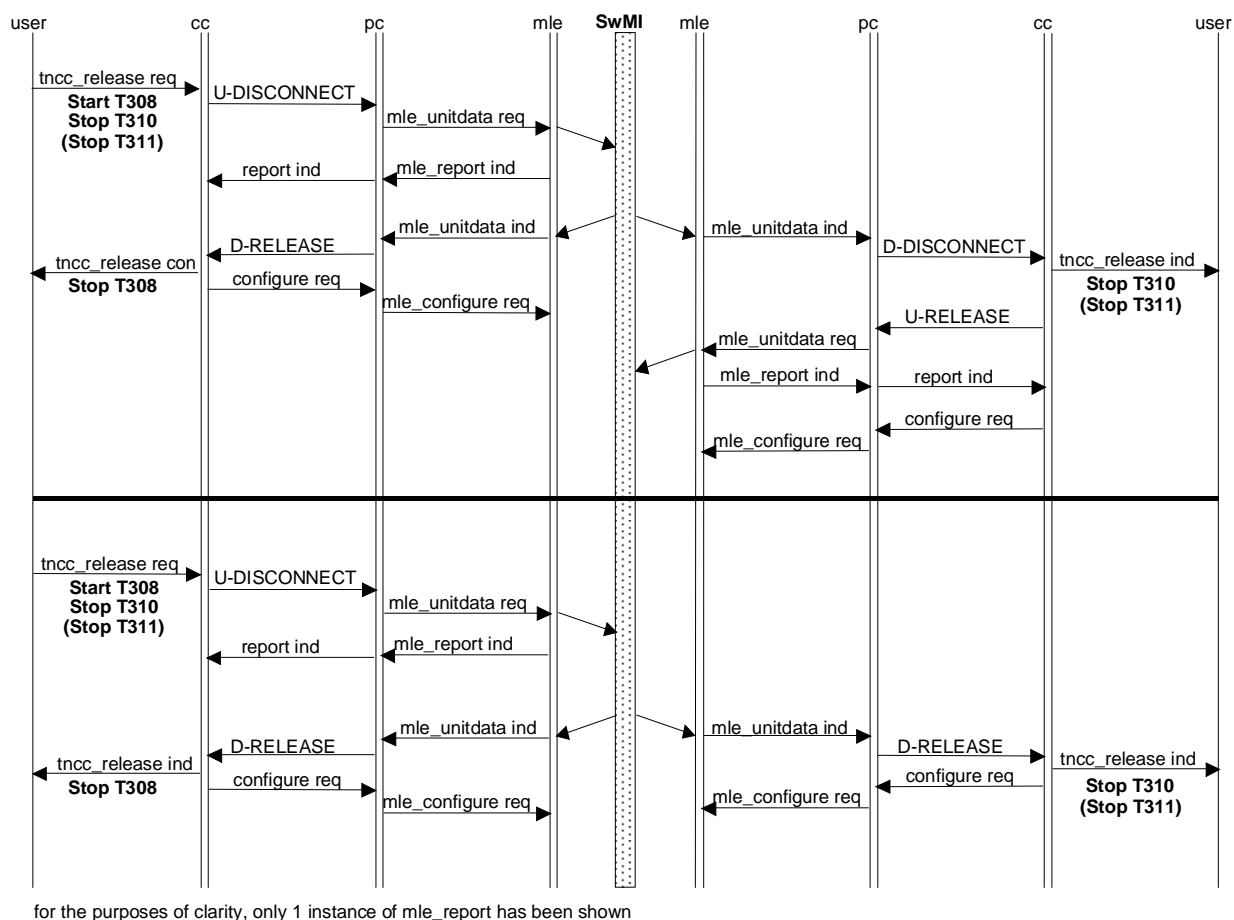 user cc pc mle SwMI mle pc cc user
tncc_release req
Start T308
Stop T310
(Stop T311)
U-DISCONNECT
mle_unitdata req
report ind
mle_report ind
mle_unitdata ind
D-RELEASE
tncc_release con
Stop T308
configure req
mle_configure req
mle_unitdata ind
D-DISCONNECT
tncc_release ind
Stop T310
(Stop T311)
U-RELEASE
mle_unitdata req
mle_report ind
report ind
configure req
mle_configure req
tncc_release req
Start T308
Stop T310
(Stop T311)
U-DISCONNECT
mle_unitdata req
report ind
mle_report ind
mle_unitdata ind
D-RELEASE
tncc_release ind
Stop T308
configure req
mle_configure req
mle_unitdata ind
D-RELEASE
tncc_release ind
Stop T310
(Stop T311)
configure req
mle_configure req
for the purposes of clarity, only 1 instance of mle_report has been shown